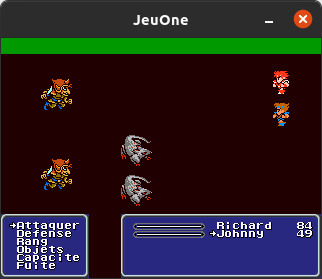 JeuOne
→Attaquer
Defense
Rang
Objets
Capacite
Fuite
Richard 84
→Johnny 49